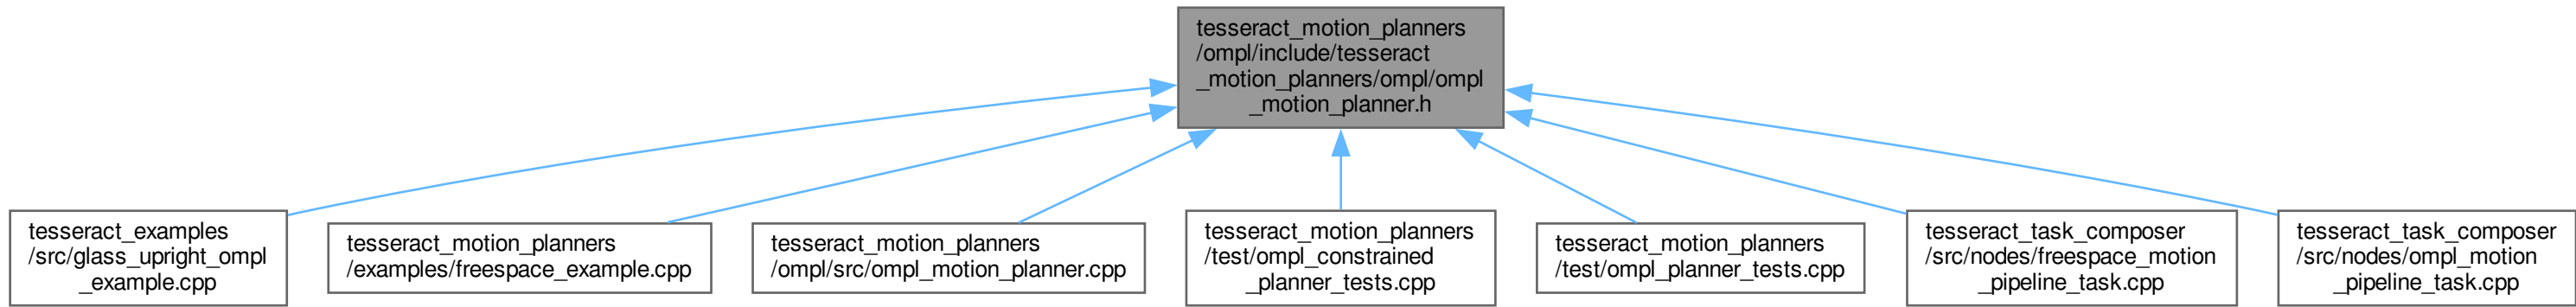 tesseract_motion_planners
/ompl/include/tesseract
_motion_planners/ompl/ompl
_motion_planner.h
tesseract_examples
/src/glass_upright_ompl
_example.cpp
tesseract_motion_planners
/examples/freespace_example.cpp
tesseract_motion_planners
/ompl/src/ompl_motion_planner.cpp
tesseract_motion_planners
/test/ompl_constrained
_planner_tests.cpp
tesseract_motion_planners
/test/ompl_planner_tests.cpp
tesseract_task_composer
/src/nodes/freespace_motion
_pipeline_task.cpp
tesseract_task_composer
/src/nodes/ompl_motion
_pipeline_task.cpp